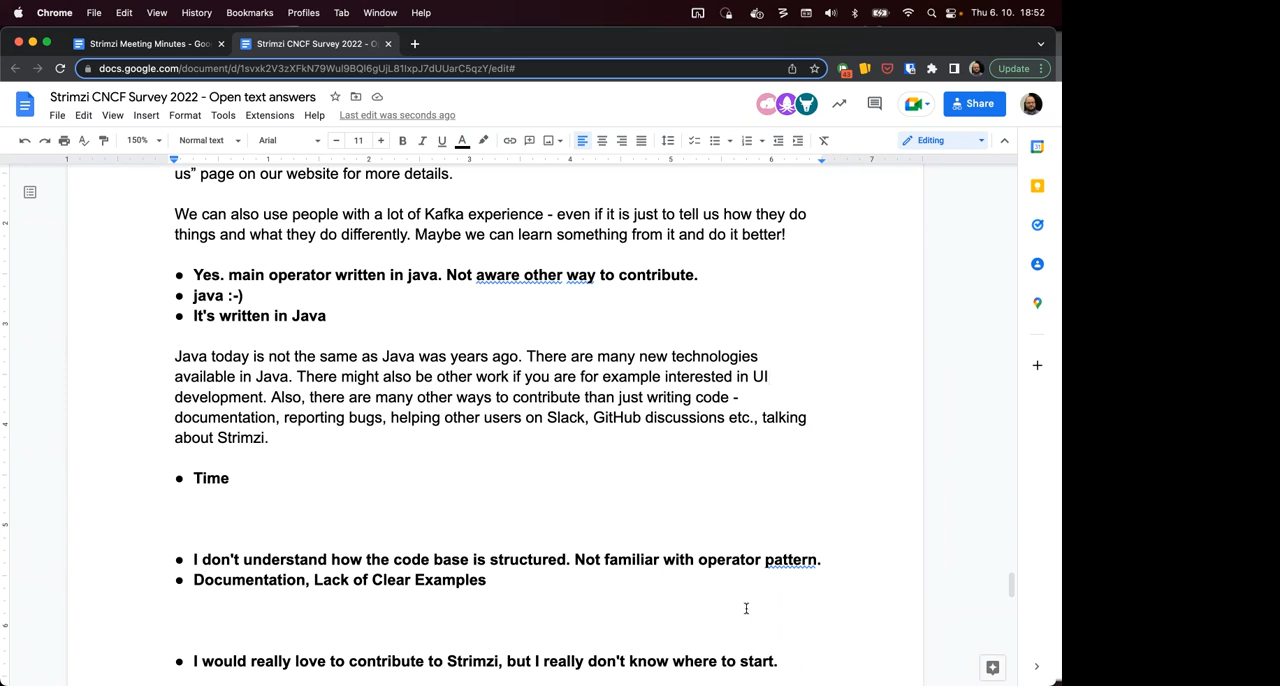 Chrome File Edit View History Bookmarks Profiles Tab Window Help Thu 6. 10. 18:52
Strimzi Meeting Minutes - Goo Strimzi CNCF Survey 2022 - O
docs.google.com/document/d/1svxk2V3zXFkN79Wul9BQl6gUjL81IxpJ7dUUarC5qzY/edit# 43 Update
Strimzi CNCF Survey 2022 - Open text answers
Share
File Edit View Insert Format Tools Extensions Help Last edit was seconds ago
150% Normal text Arial 11 B I U A Editing
1 1 2 3 4 5 6 7
us” page on our website for more details.
We can also use people with a lot of Kafka experience - even if it is just to tell us how they do
things and what they do differently. Maybe we can learn something from it and do it better!
● Yes. main operator written in java. Not aware other way to contribute.
● java :-)
● It's written in Java
Java today is not the same as Java was years ago. There are many new technologies
available in Java. There might also be other work if you are for example interested in UI
development. Also, there are many other ways to contribute than just writing code -
documentation, reporting bugs, helping other users on Slack, GitHub discussions etc., talking
about Strimzi.
● Time
● I don't understand how the code base is structured. Not familiar with operator pattern.
● Documentation, Lack of Clear Examples
● I would really love to contribute to Strimzi, but I really don't know where to start.